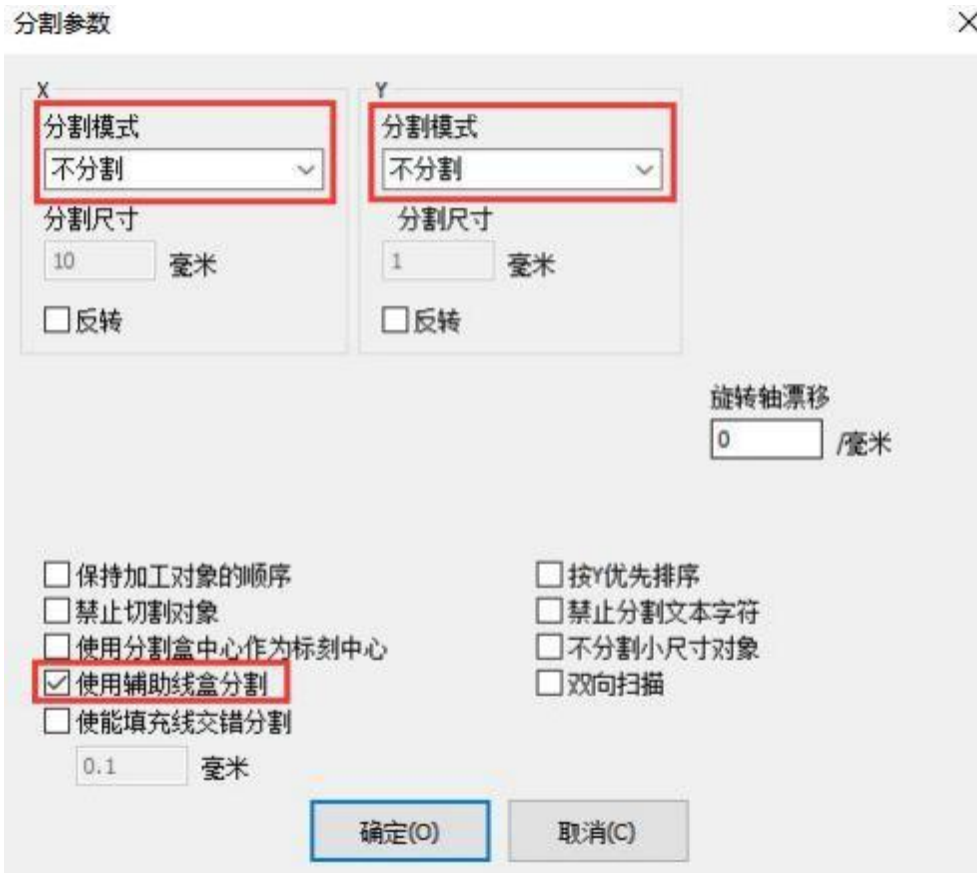 分割参数
X
分割模式
不分割
分割尺寸
10 毫米
反转
Y
分割模式
不分割
分割尺寸
1 毫米
反转
旋转轴漂移
0 /毫米
保持加工对象的顺序
禁止切割对象
使用分割盒中心作为标刻中心
使用辅助线盒分割
使能填充线交错分割
0.1 毫米
按Y优先排序
禁止分割文本字符
不分割小尺寸对象
双向扫描
确定(O)
取消(C)